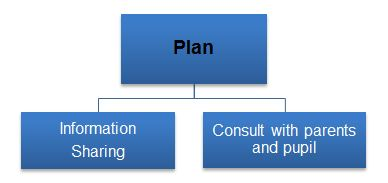 Plan
Information
Sharing
Consult with parents
and pupil